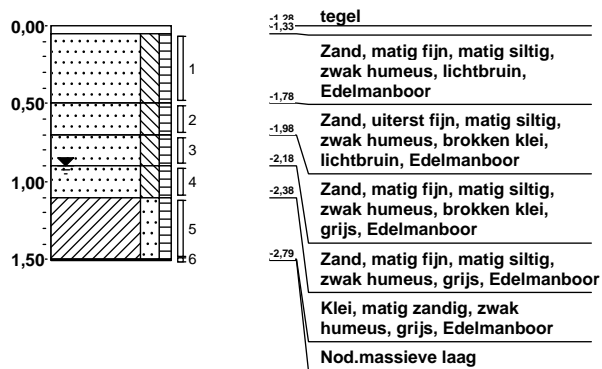 0,00
0,50
1,00
1,50
1
2
3
4
5
6
-1,28
tegel
-1,33
Zand, matig fijn, matig siltig,
zwak humeus, lichtbruin,
Edelmanboor
-1,78
Zand, uiterst fijn, matig siltig,
zwak humeus, brokken klei,
lichtbruin, Edelmanboor
-1,98
Zand, matig fijn, matig siltig,
zwak humeus, brokken klei,
grijs, Edelmanboor
-2,18
Zand, matig fijn, matig siltig,
zwak humeus, grijs, Edelmanboor
-2,38
Klei, matig zandig, zwak
humeus, grijs, Edelmanboor
-2,79
Nod.massieve laag